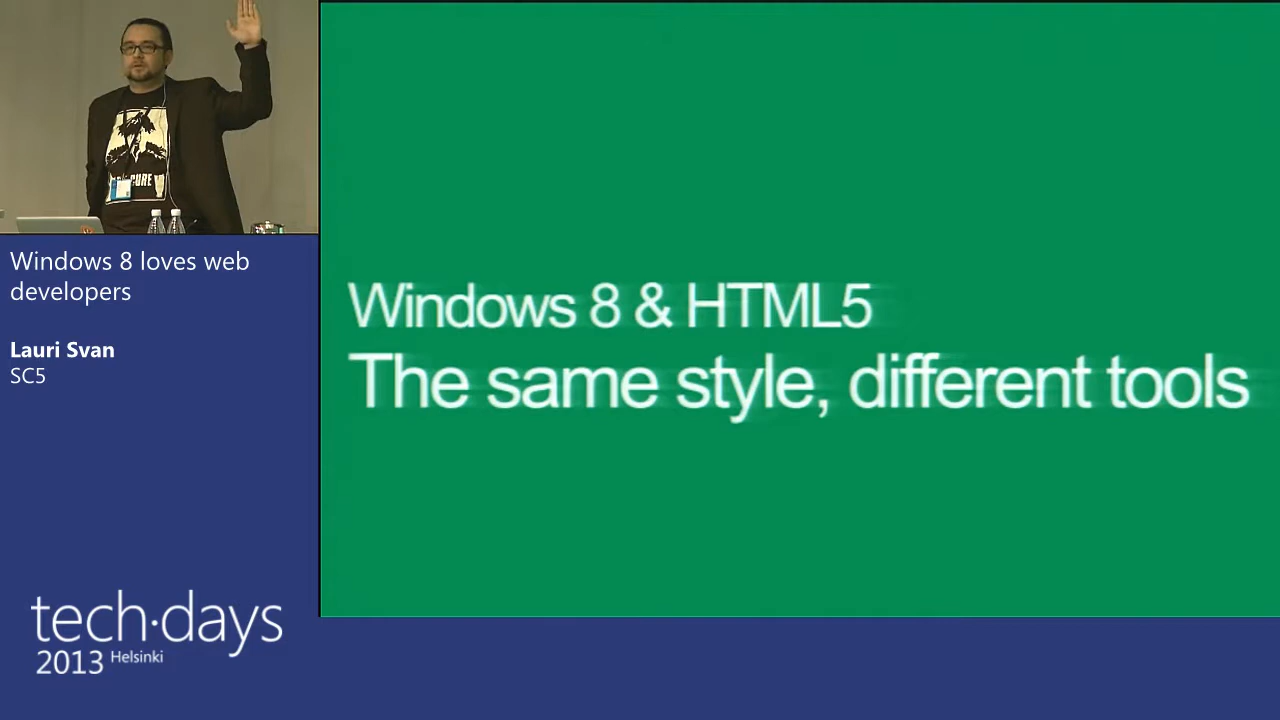 CURE
Windows 8 loves web
developers
Lauri Svan
SC5
tech·days
2013 Helsinki
Windows 8 & HTML5
The same style, different tools